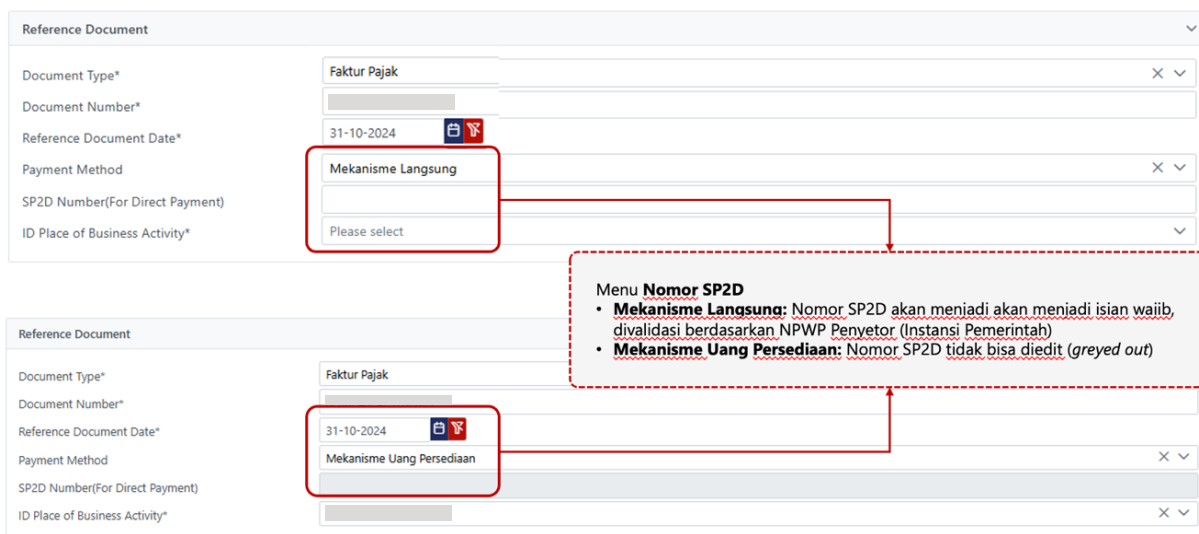 Reference Document
Document Type*
Faktur Pajak
Document Number*
Reference Document Date*
31-10-2024
Payment Method
Mekanisme Langsung
SP2D Number(For Direct Payment)
ID Place of Business Activity*
Please select
Menu Nomor SP2D
• Mekanisme Langsung: Nomor SP2D akan menjadi akan menjadi isian waiib,
divalidasi berdasarkan NPWP Penyetor (Instansi Pemerintah)
• Mekanisme Uang Persediaan: Nomor SP2D tidak bisa diedit (greyed out)
Reference Document
Document Type*
Faktur Pajak
Document Number*
Reference Document Date*
31-10-2024
Payment Method
Mekanisme Uang Persediaan
SP2D Number(For Direct Payment)
ID Place of Business Activity*